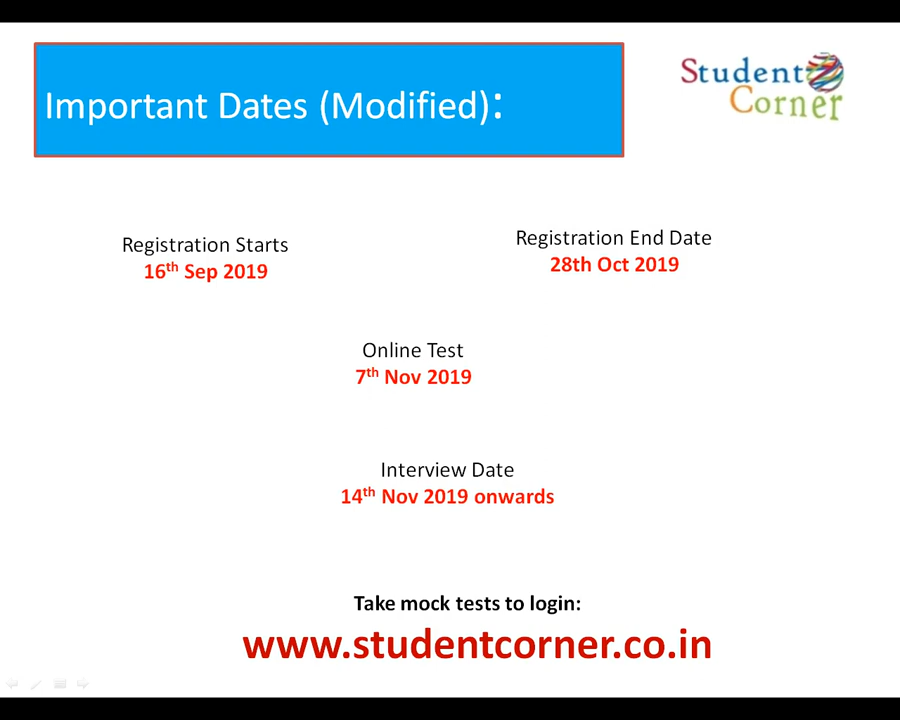 Important Dates (Modified):
Student
Corner
Registration Starts
16th Sep 2019
Registration End Date
28th Oct 2019
Online Test
7th Nov 2019
Interview Date
14th Nov 2019 onwards
Take mock tests to login:
www.studentcorner.co.in